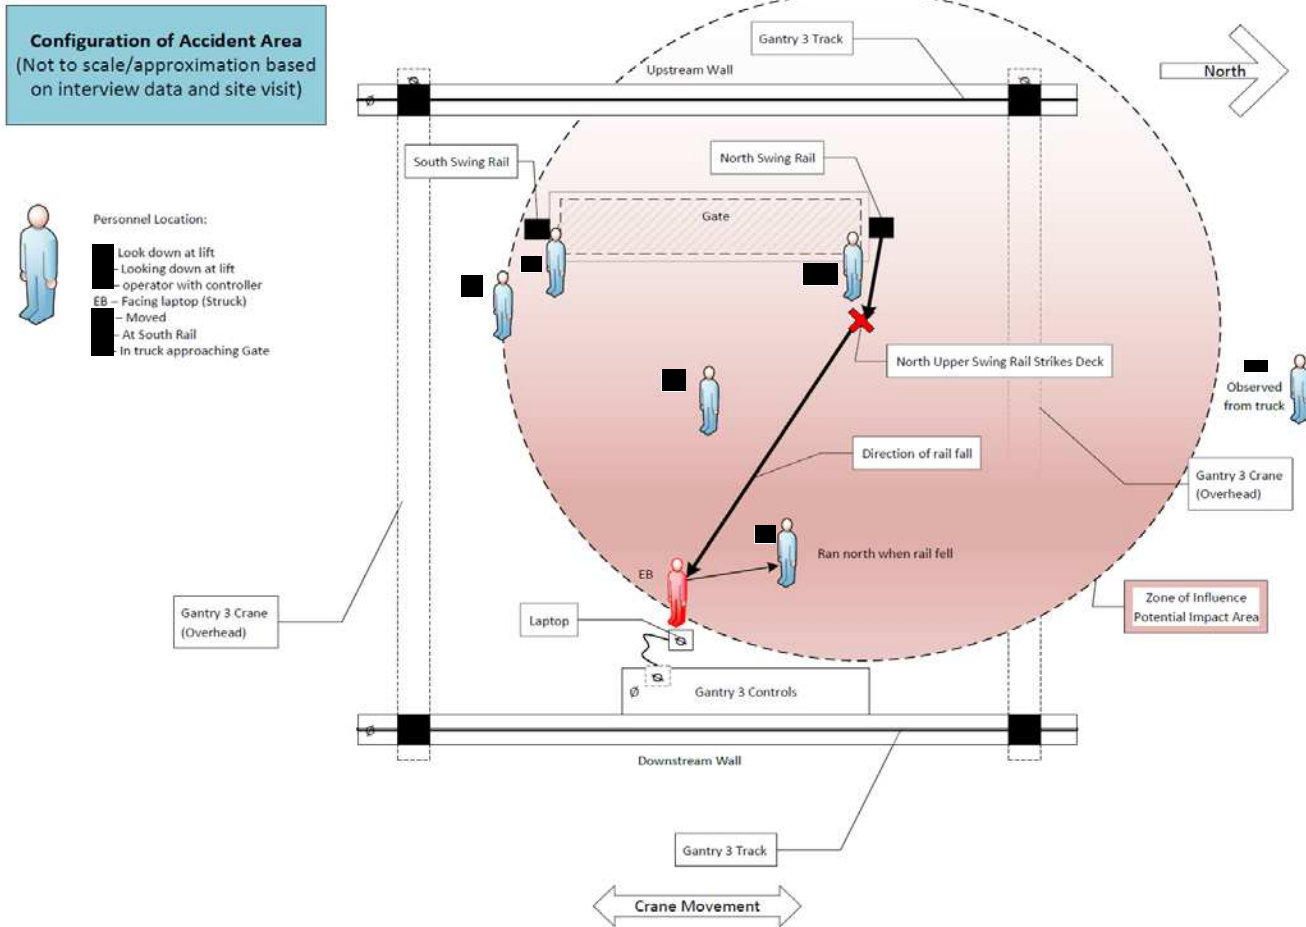 Configuration of Accident Area
(Not to scale/approximation based
on interview data and site visit)
Gantry 3 Track
Upstream Wall
North
South Swing Rail
North Swing Rail
Gate
Personnel Location:
Look down at lift
– Looking down at lift
– operator with controller
EB – Facing laptop (Struck)
– Moved
– At South Rail
– In truck approaching Gate
North Upper Swing Rail Strikes Deck
Observed
from truck
Direction of rail fall
Gantry 3 Crane
(Overhead)
Ran north when rail fell
EB
Zone of Influence
Potential Impact Area
Gantry 3 Crane
(Overhead)
Laptop
Gantry 3 Controls
Downstream Wall
Gantry 3 Track
Crane Movement